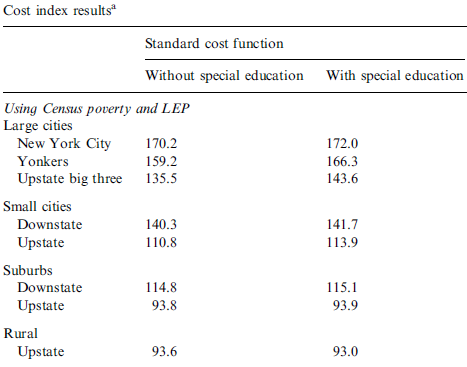 Cost index resultsᵃ
Standard cost function
Without special education With special education
Using Census poverty and LEP
Large cities
New York City 170.2 172.0
Yonkers 159.2 166.3
Upstate big three 135.5 143.6
Small cities
Downstate 140.3 141.7
Upstate 110.8 113.9
Suburbs
Downstate 114.8 115.1
Upstate 93.8 93.9
Rural
Upstate 93.6 93.0